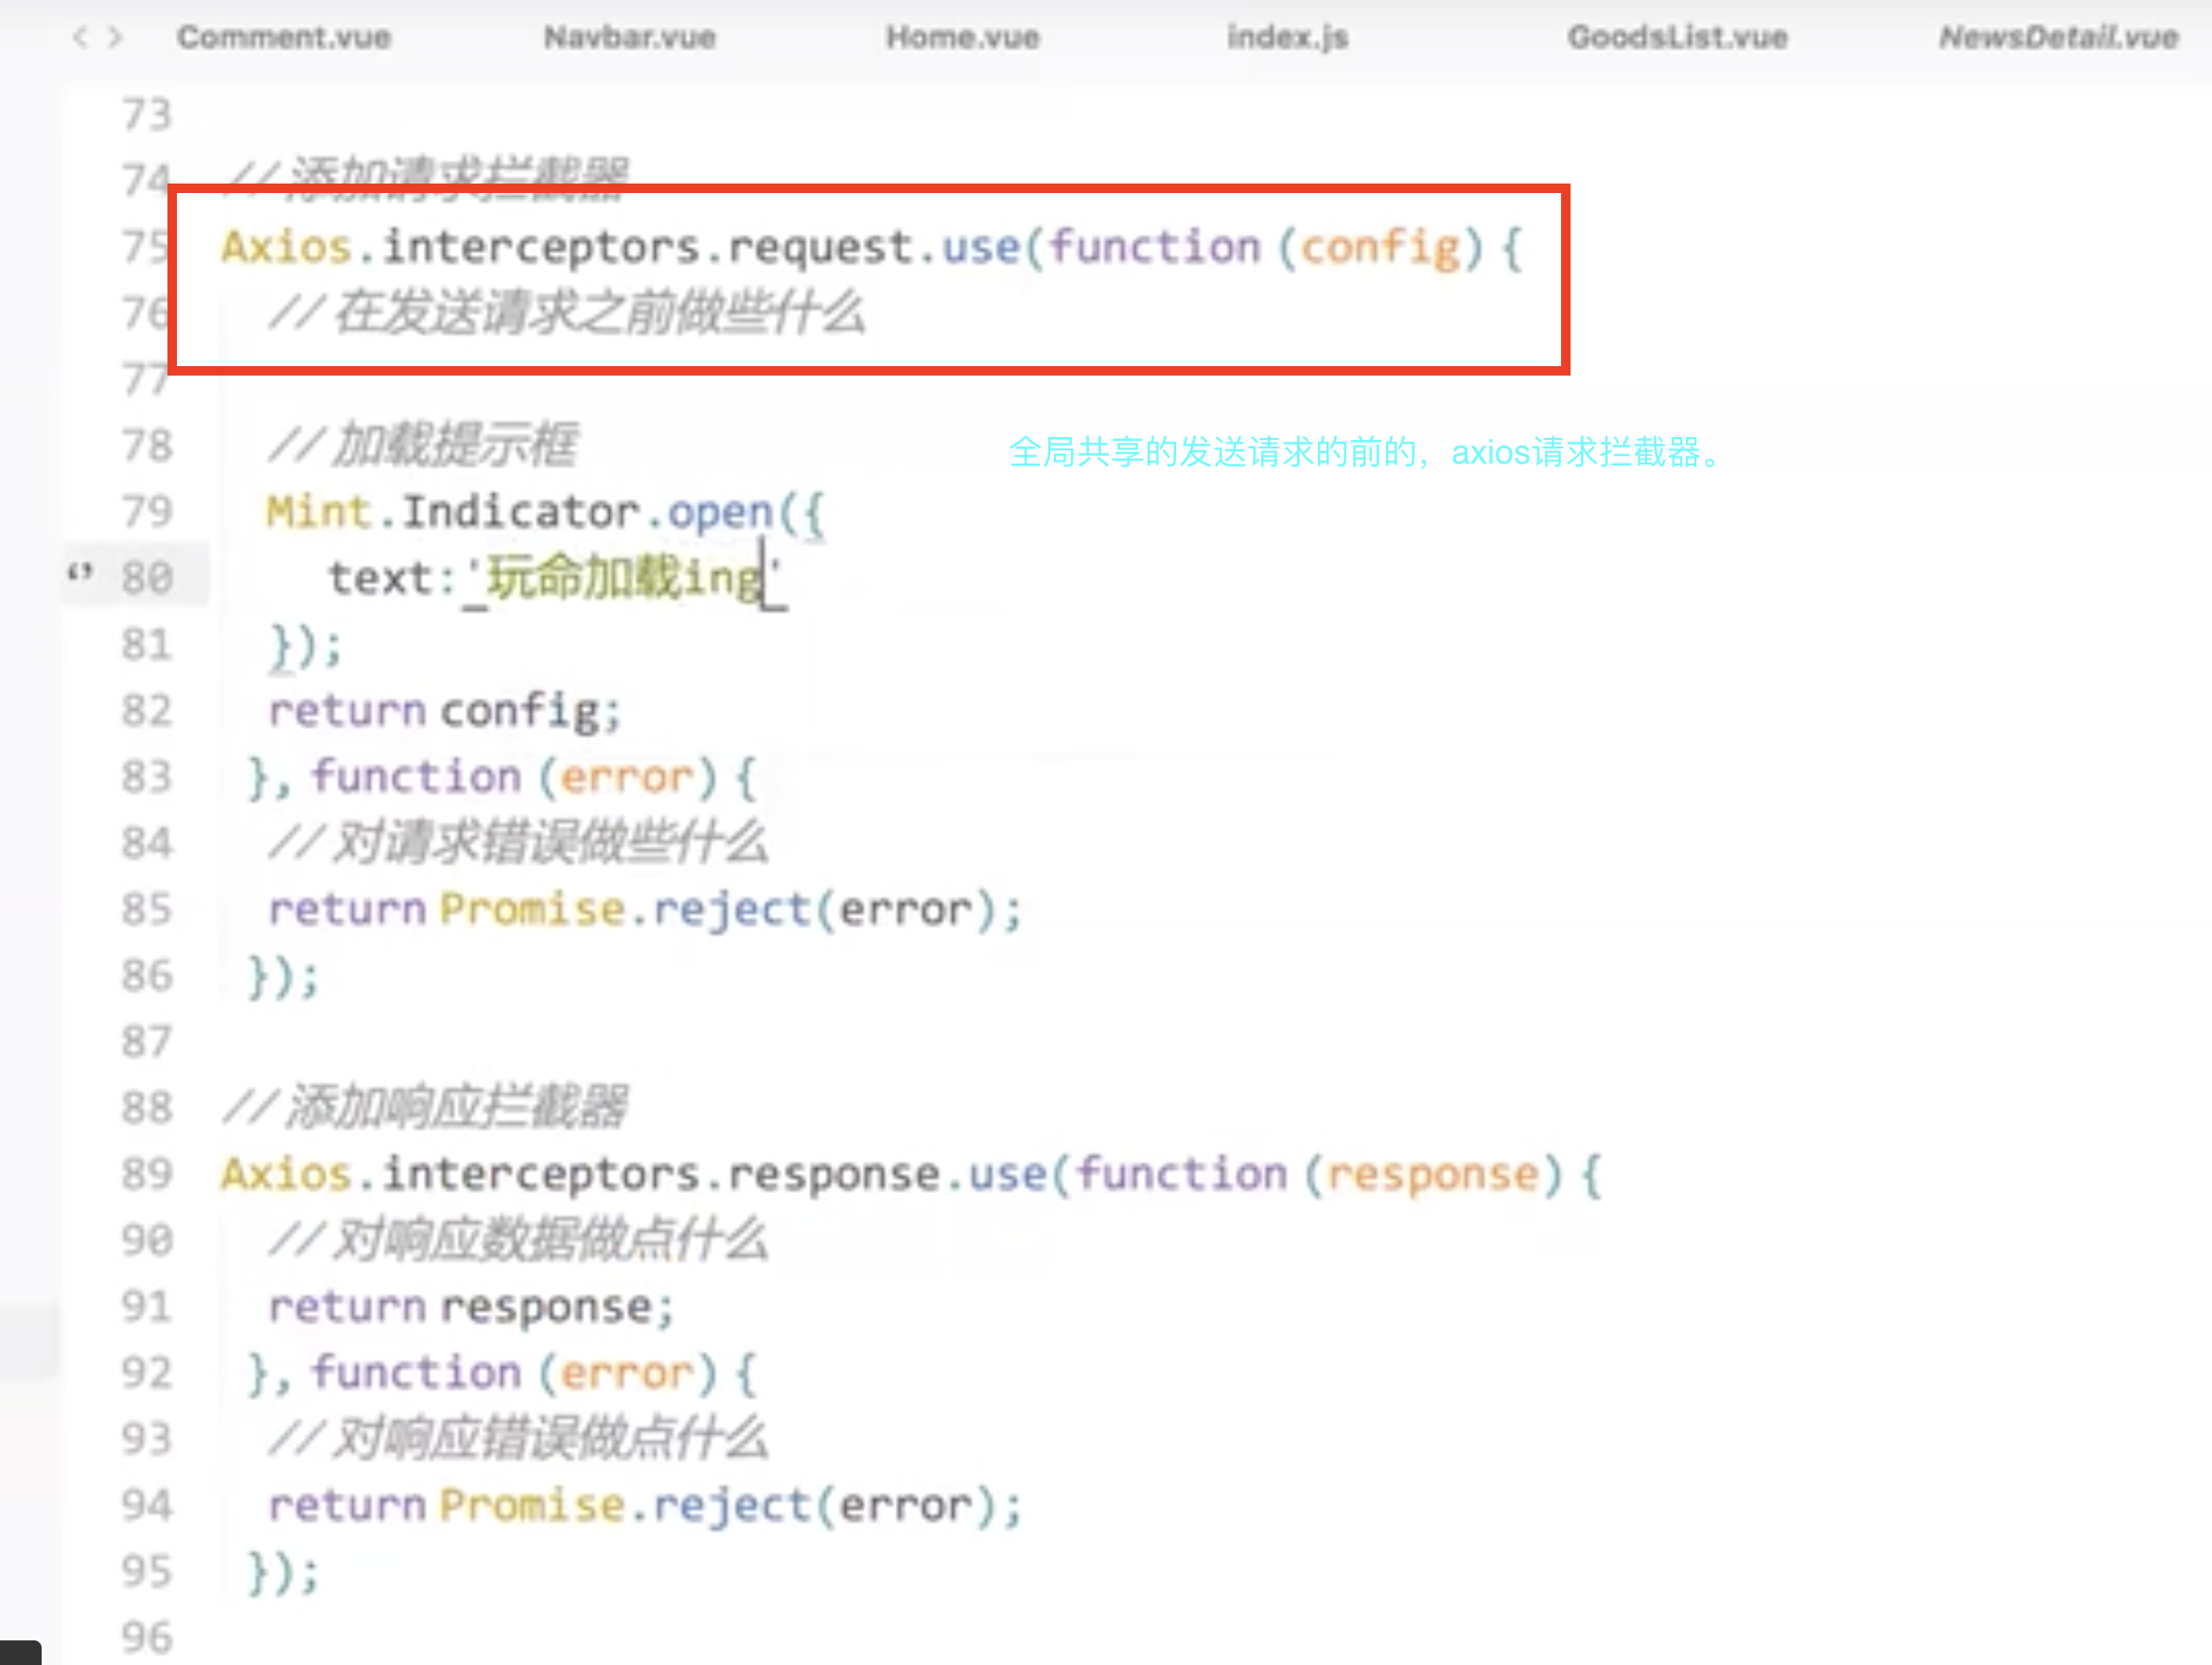 Comment.vue Navbar.vue Home.vue index.js GoodsList.vue NewsDetail.vue
73
74 // 添加请求拦截器
75 Axios.interceptors.request.use(function (config) {
76 // 在发送请求之前做些什么
77
78 // 加载提示框
全局共享的发送请求的前的，axios请求拦截器。
79 Mint.Indicator.open({
80 text:'玩命加载ing'
81 });
82 return config;
83 }, function (error) {
84 // 对请求错误做些什么
85 return Promise.reject(error);
86 });
87
88 // 添加响应拦截器
89 Axios.interceptors.response.use(function (response) {
90 // 对响应数据做点什么
91 return response;
92 }, function (error) {
93 // 对响应错误做点什么
94 return Promise.reject(error);
95 });
96